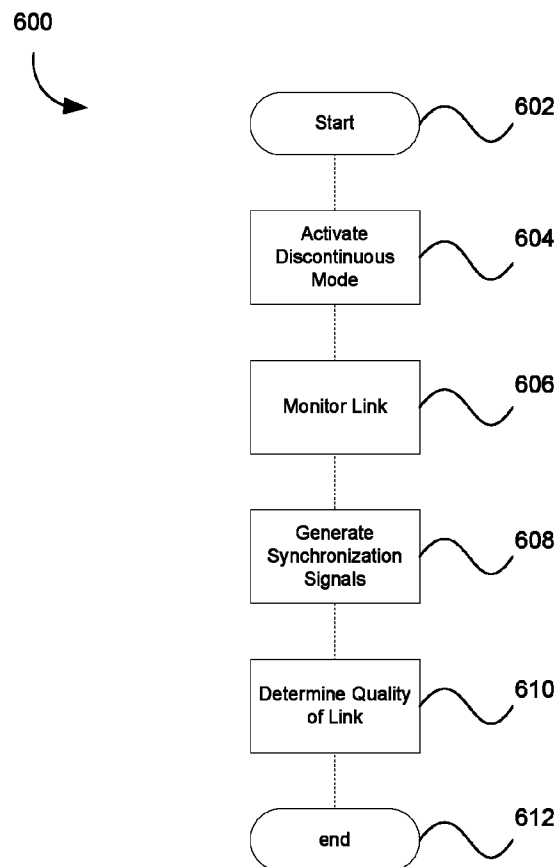 600
Start
602
Activate
Discontinuous
Mode
604
Monitor Link
606
Generate
Synchronization
Signals
608
Determine Quality
of Link
610
end
612